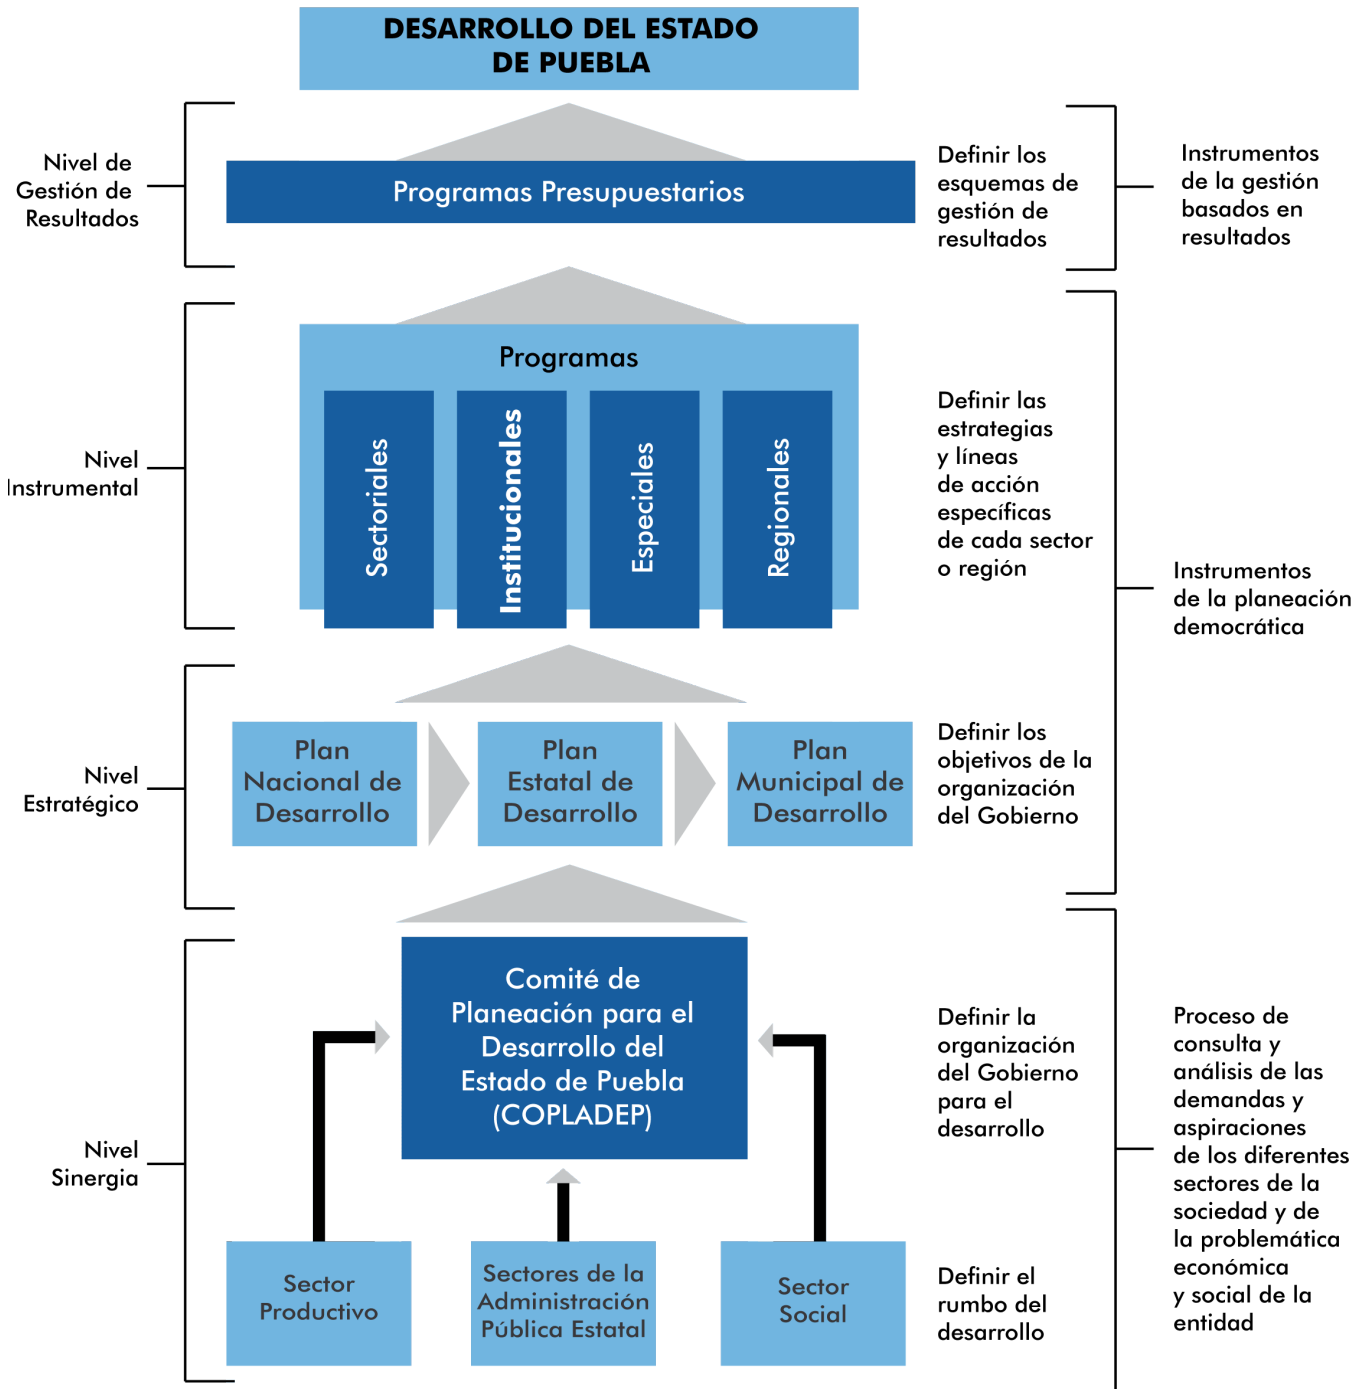 DESARROLLO DEL ESTADO
DE PUEBLA
Nivel de
Gestión de
Resultados
Programas Presupuestarios
Definir los
esquemas de
gestión de
resultados
Instrumentos
de la gestión
basados en
resultados
Nivel
Instrumental
Programas
Sectoriales
Institucionales
Especiales
Regionales
Definir las
estrategias
y líneas
de acción
específicas
de cada sector
o región
Instrumentos
de la planeación
democrática
Nivel
Estratégico
Plan
Nacional de
Desarrollo
Plan
Estatal de
Desarrollo
Plan
Municipal de
Desarrollo
Definir los
objetivos de la
organización
del Gobierno
Nivel
Sinergia
Comité de
Planeación para el
Desarrollo del
Estado de Puebla
(COPLADEP)
Definir la
organización
del Gobierno
para el
desarrollo
Proceso de
consulta y
análisis de las
demandas y
aspiraciones
de los diferentes
sectores de la
sociedad y de
la problemática
económica
y social de la
entidad
Sector
Productivo
Sectores de la
Administración
Pública Estatal
Sector
Social
Definir el
rumbo del
desarrollo